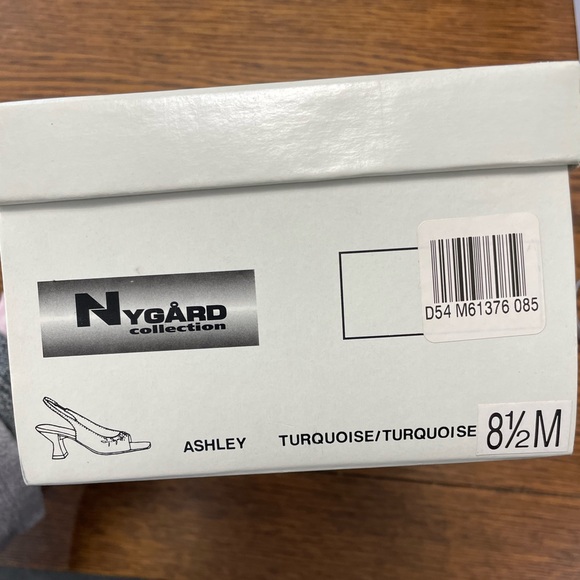 NYGÅRD
collection
D54 M61376 085
ASHLEY TURQUOISE/TURQUOISE 8½M